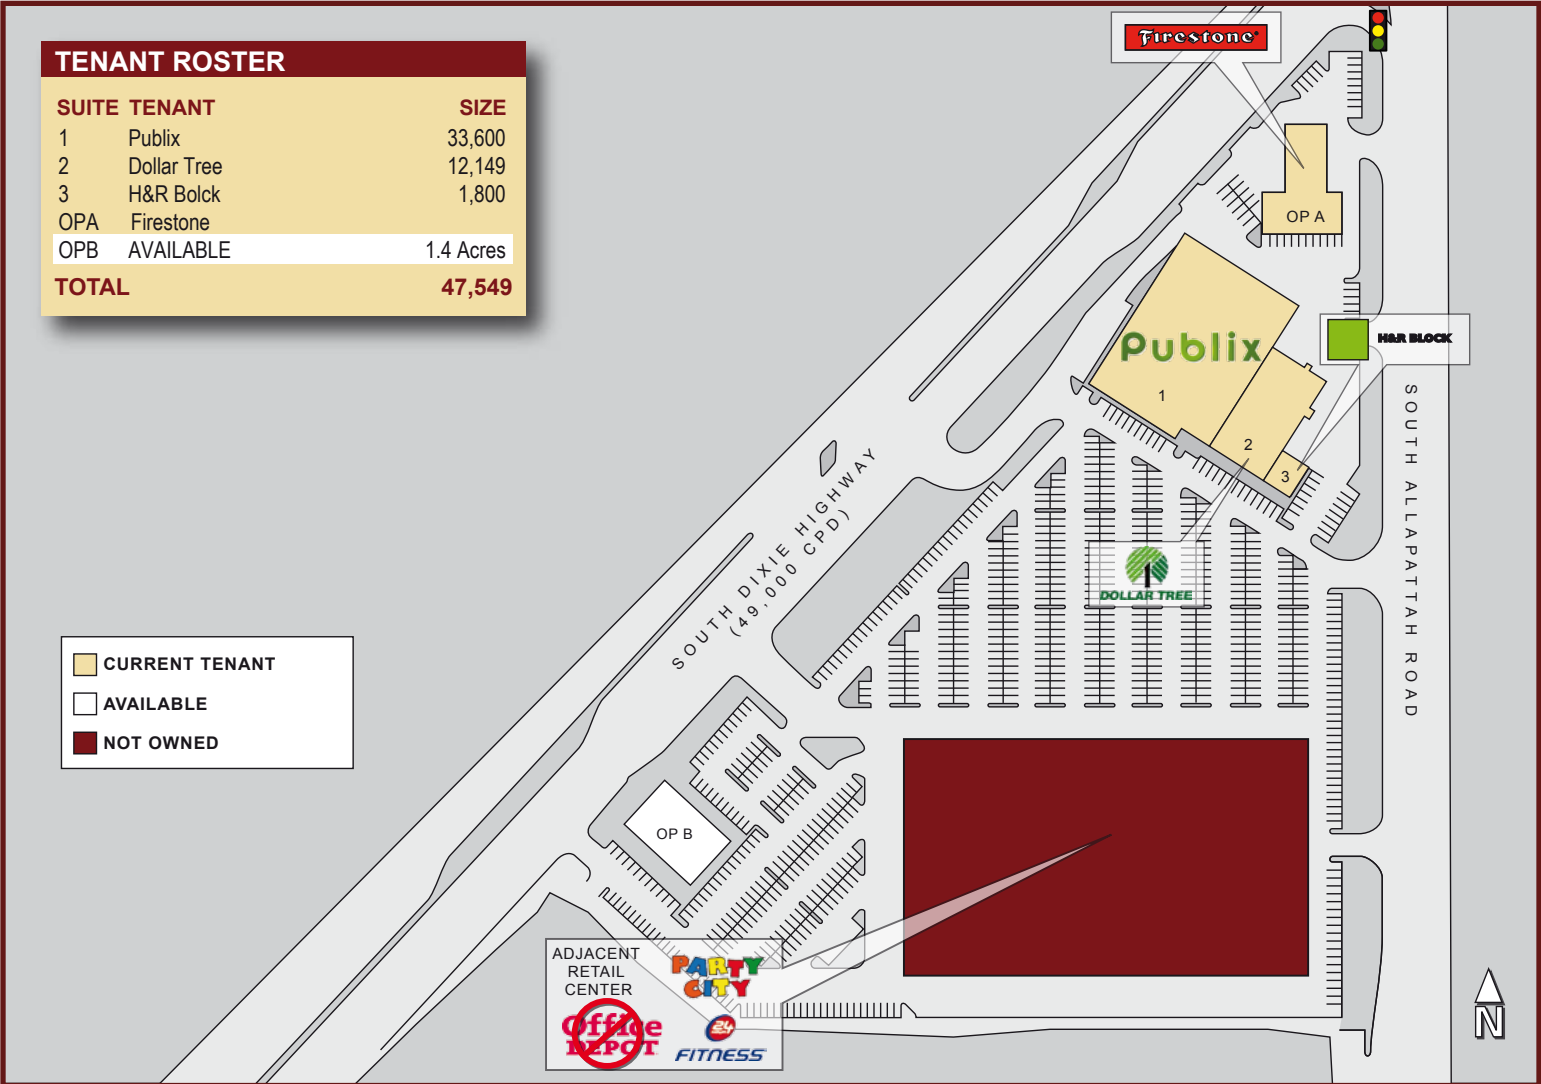 TENANT ROSTER
SUITE TENANT SIZE
1 Publix 33,600
2 Dollar Tree 12,149
3 H&R Bolck 1,800
OPA Firestone
OPB AVAILABLE 1.4 Acres
TOTAL 47,549
Firestone
OP A
Publix
1
2
3
H&R BLOCK
DOLLAR TREE
SOUTH DIXIE HIGHWAY
(49,000 CPD)
SOUTH ALLAPATTAH ROAD
CURRENT TENANT
AVAILABLE
NOT OWNED
OP B
ADJACENT
RETAIL
CENTER
PARTY
CITY
Office
DEPOT
24
FITNESS
N